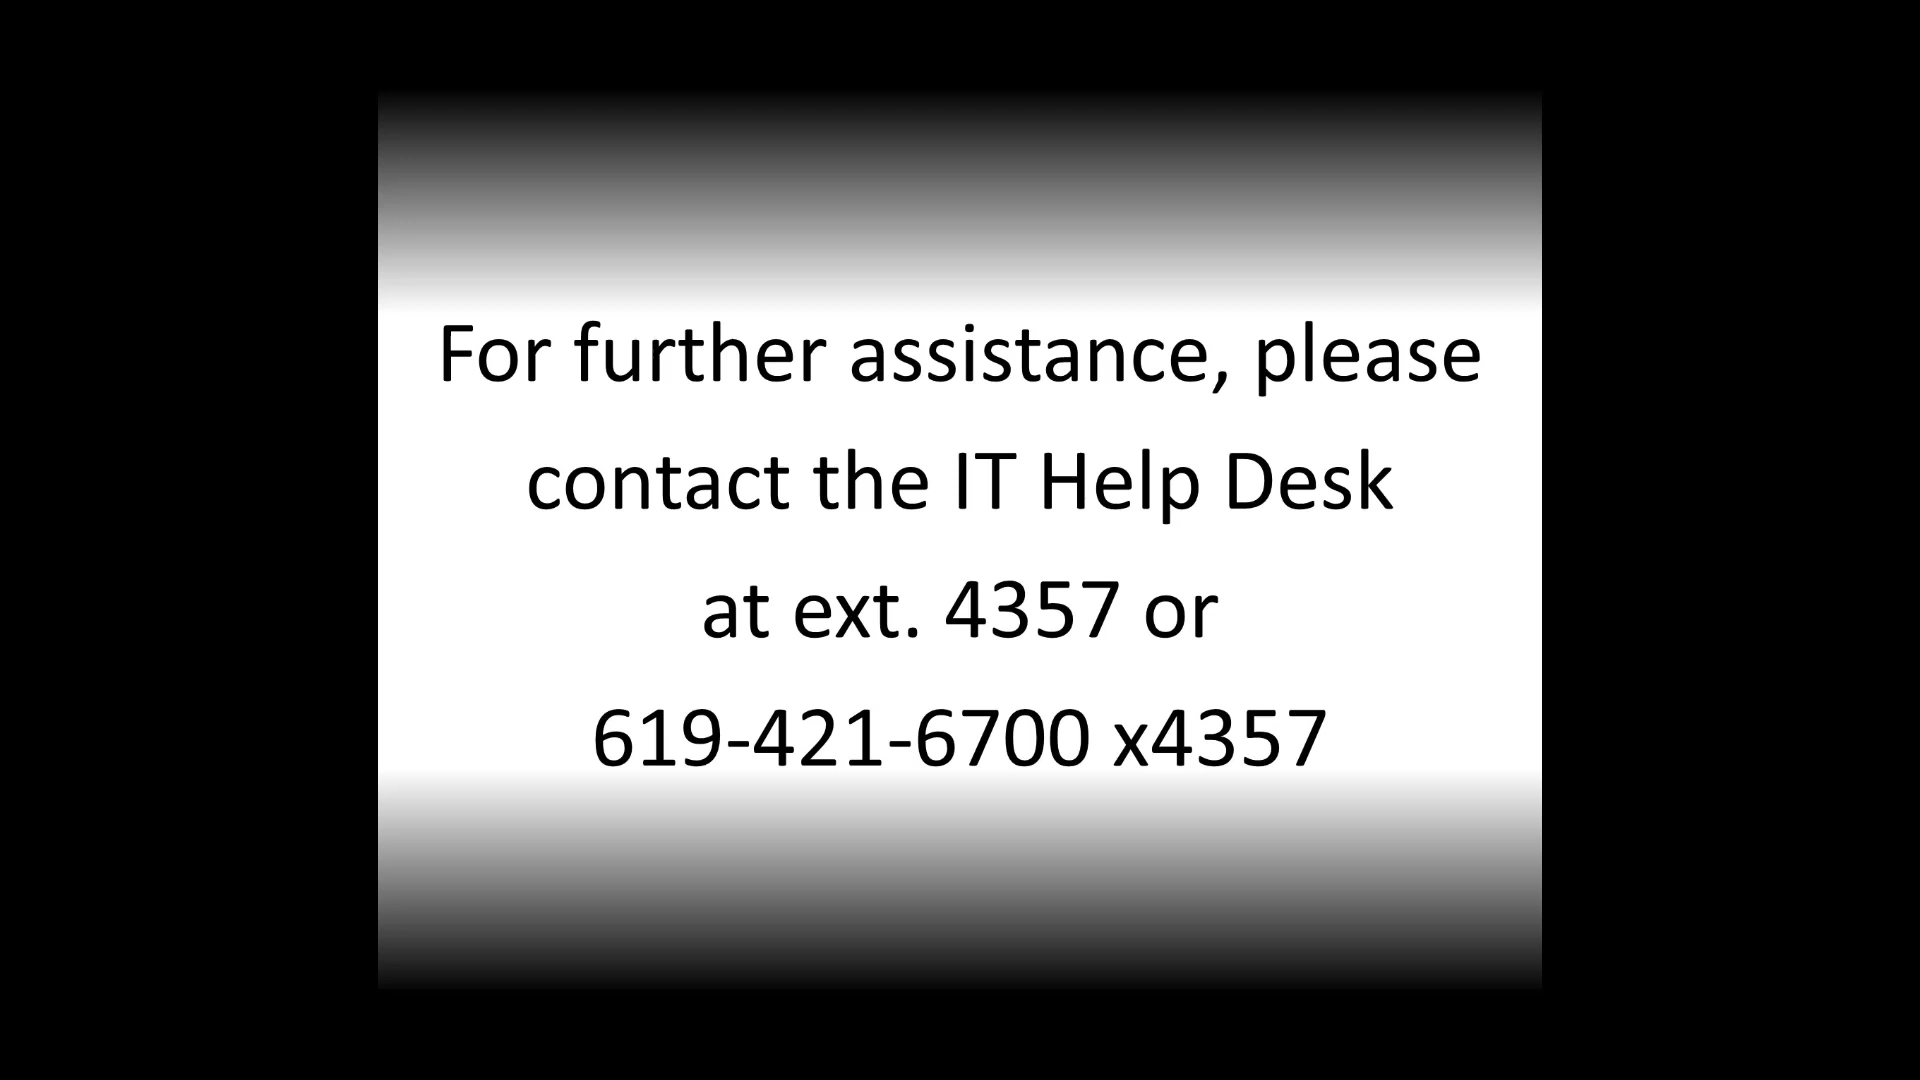 For further assistance, please
contact the IT Help Desk
at ext. 4357 or
619-421-6700 x4357